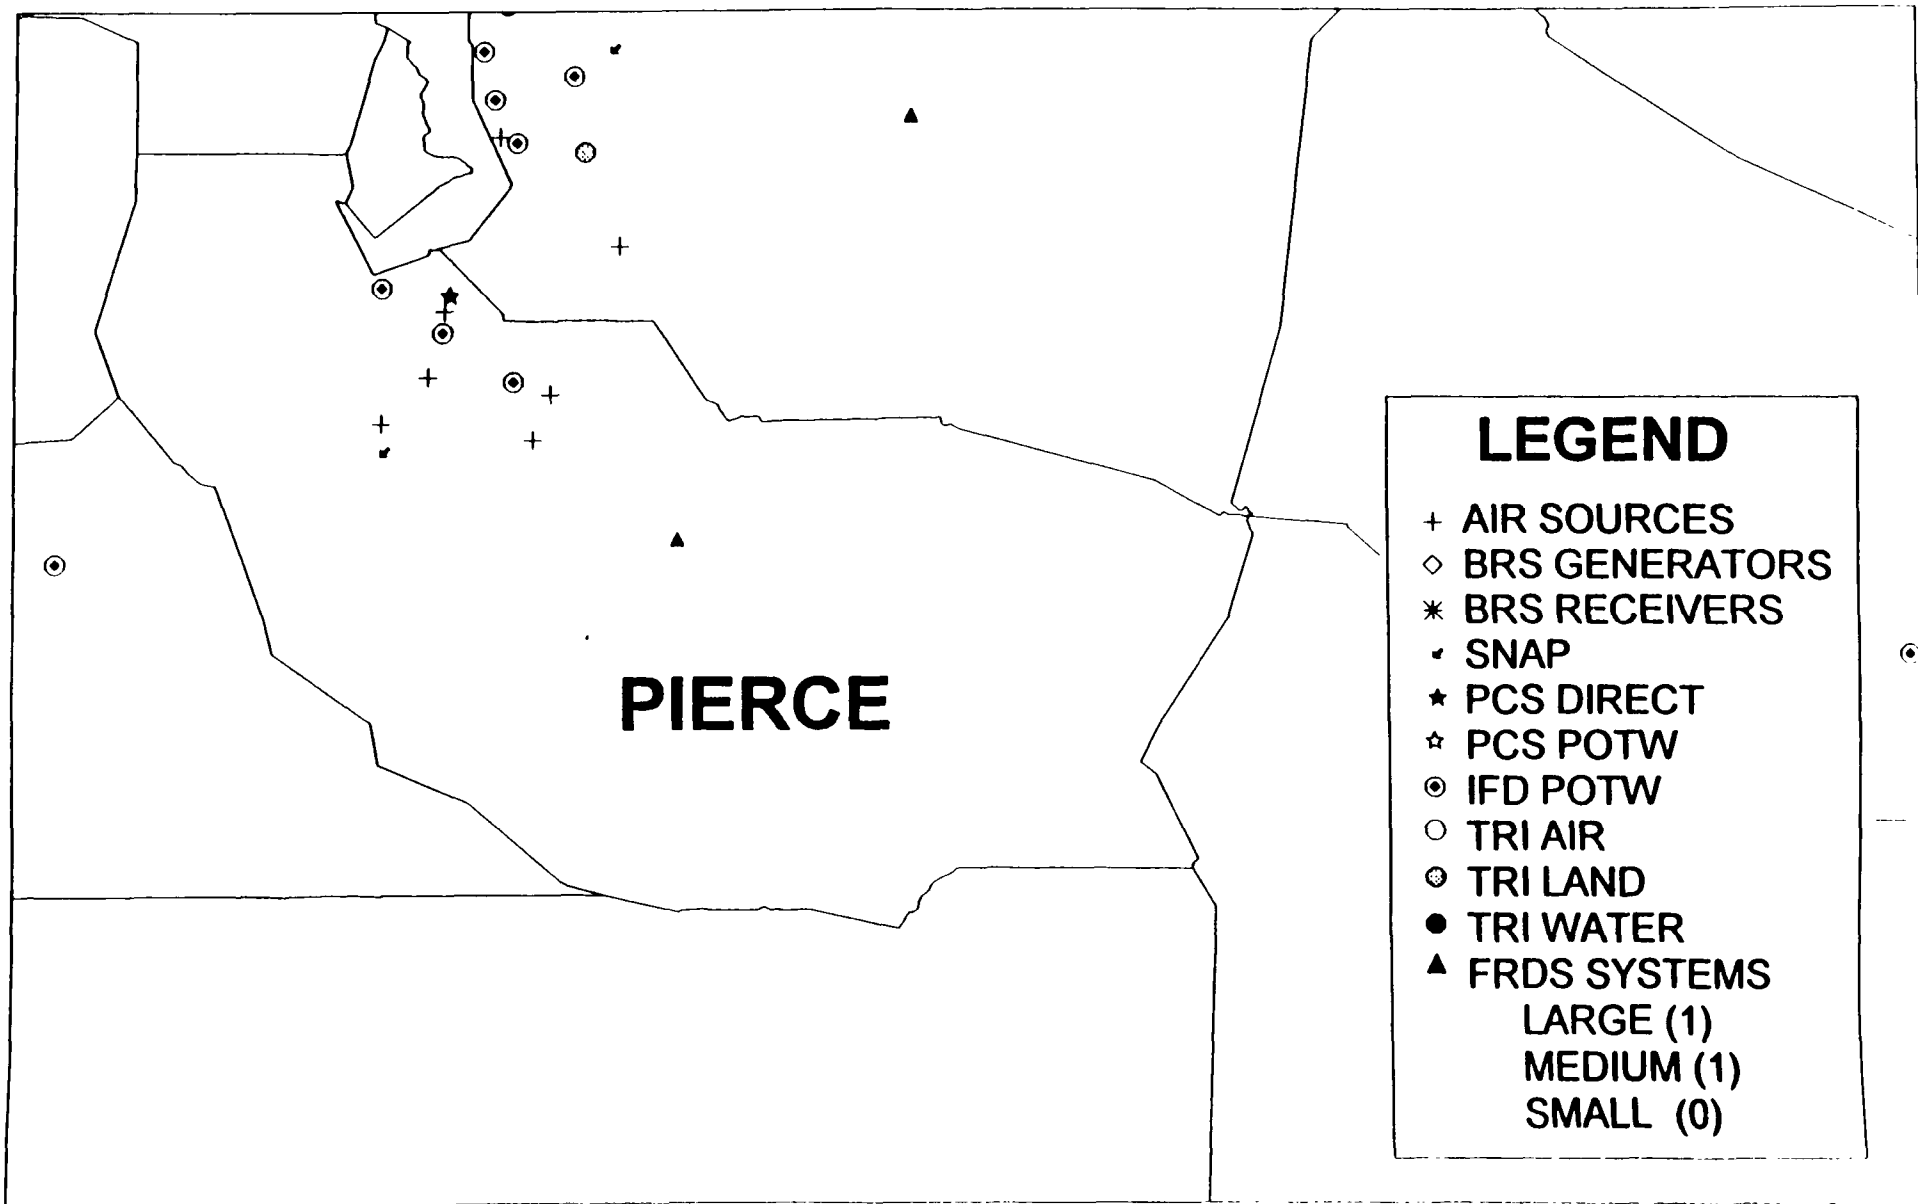 PIERCE
LEGEND
AIR SOURCES
BRS GENERATORS
BRS RECEIVERS
SNAP
PCS DIRECT
PCS POTW
IFD POTW
TRI AIR
TRI LAND
TRI WATER
FRDS SYSTEMS
LARGE (1)
MEDIUM (1)
SMALL (0)